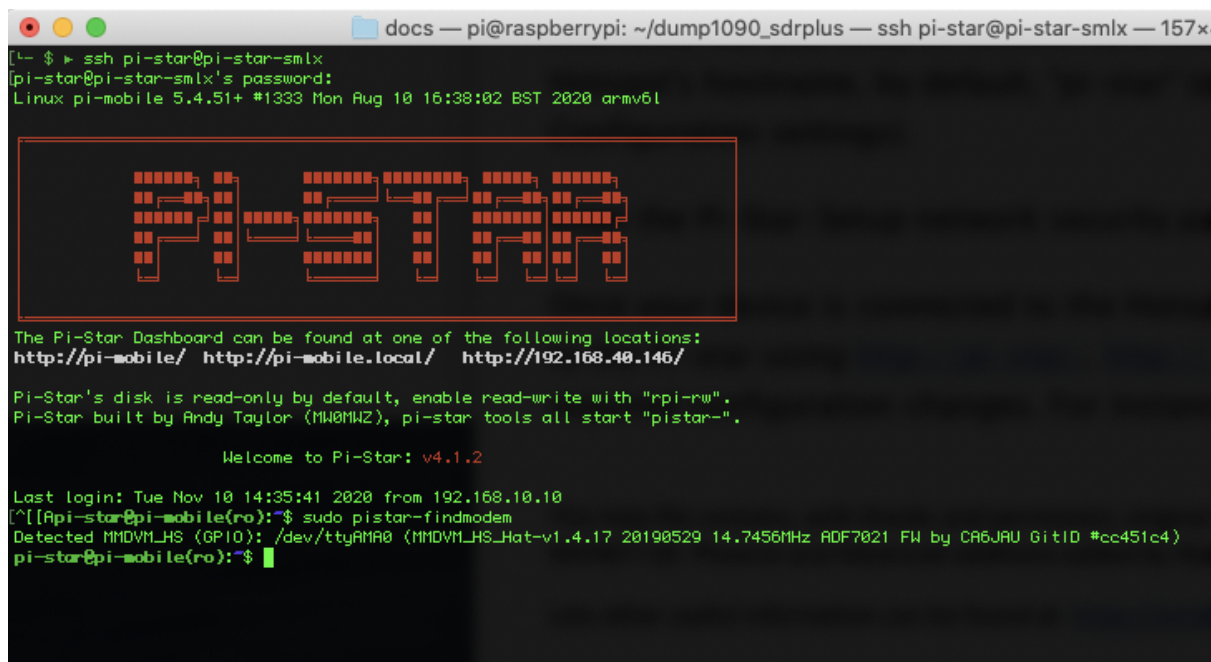 docs — pi@raspberrypi: ~/dump1090_sdrplus — ssh pi-star@pi-star-smlx — 157×
[└─ $ ▸ ssh pi-star@pi-star-smlx
[pi-star@pi-star-smlx's password:
Linux pi-mobile 5.4.51+ #1333 Mon Aug 10 16:38:02 BST 2020 armv6l
PI-STAR
The Pi-Star Dashboard can be found at one of the following locations:
http://pi-mobile/ http://pi-mobile.local/ http://192.168.40.146/
Pi-Star's disk is read-only by default, enable read-write with "rpi-rw".
Pi-Star built by Andy Taylor (MW0MWZ), pi-star tools all start "pistar-".
Welcome to Pi-Star: v4.1.2
Last login: Tue Nov 10 14:35:41 2020 from 192.168.10.10
[^[[Api-star@pi-mobile(ro):~$ sudo pistar-findmodem
Detected MMDVM_HS (GPIO): /dev/ttyAMA0 (MMDVM_HS_Hat-v1.4.17 20190529 14.7456MHz ADF7021 FW by CA6JAU GitID #cc451c4)
pi-star@pi-mobile(ro):~$